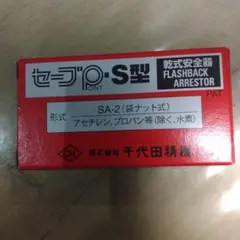 セーブP・S型
POINT
乾式安全器
FLASHBACK
ARRESTOR
PAT.
形式
SA-2(袋ナット式)
アセチレン、プロパン等(除く、水素)
株式会社 千代田精機